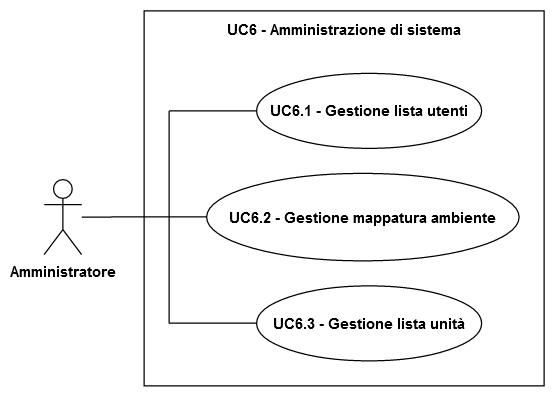 UC6 - Amministrazione di sistema
UC6.1 - Gestione lista utenti
UC6.2 - Gestione mappatura ambiente
Amministratore
UC6.3 - Gestione lista unità